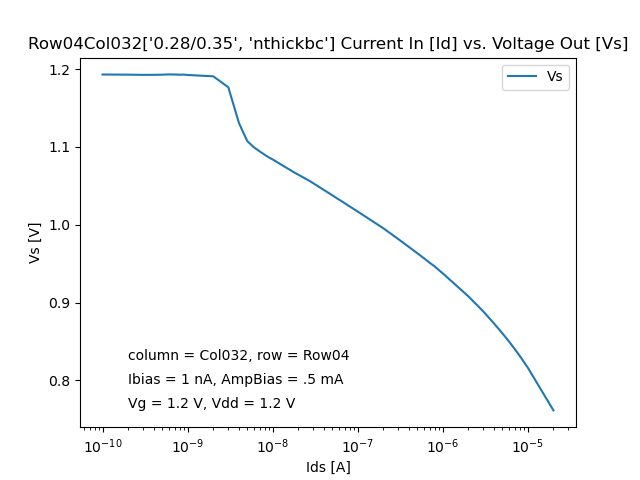 Row04Col032['0.28/0.35', 'nthickbc'] Current In [Id] vs. Voltage Out [Vs]
Vs
1.2
1.1
1.0
0.9
0.8
Vs [V]
column = Col032, row = Row04
Ibias = 1 nA, AmpBias = .5 mA
Vg = 1.2 V, Vdd = 1.2 V
10⁻¹⁰ 10⁻⁹ 10⁻⁸ 10⁻⁷ 10⁻⁶ 10⁻⁵
Ids [A]